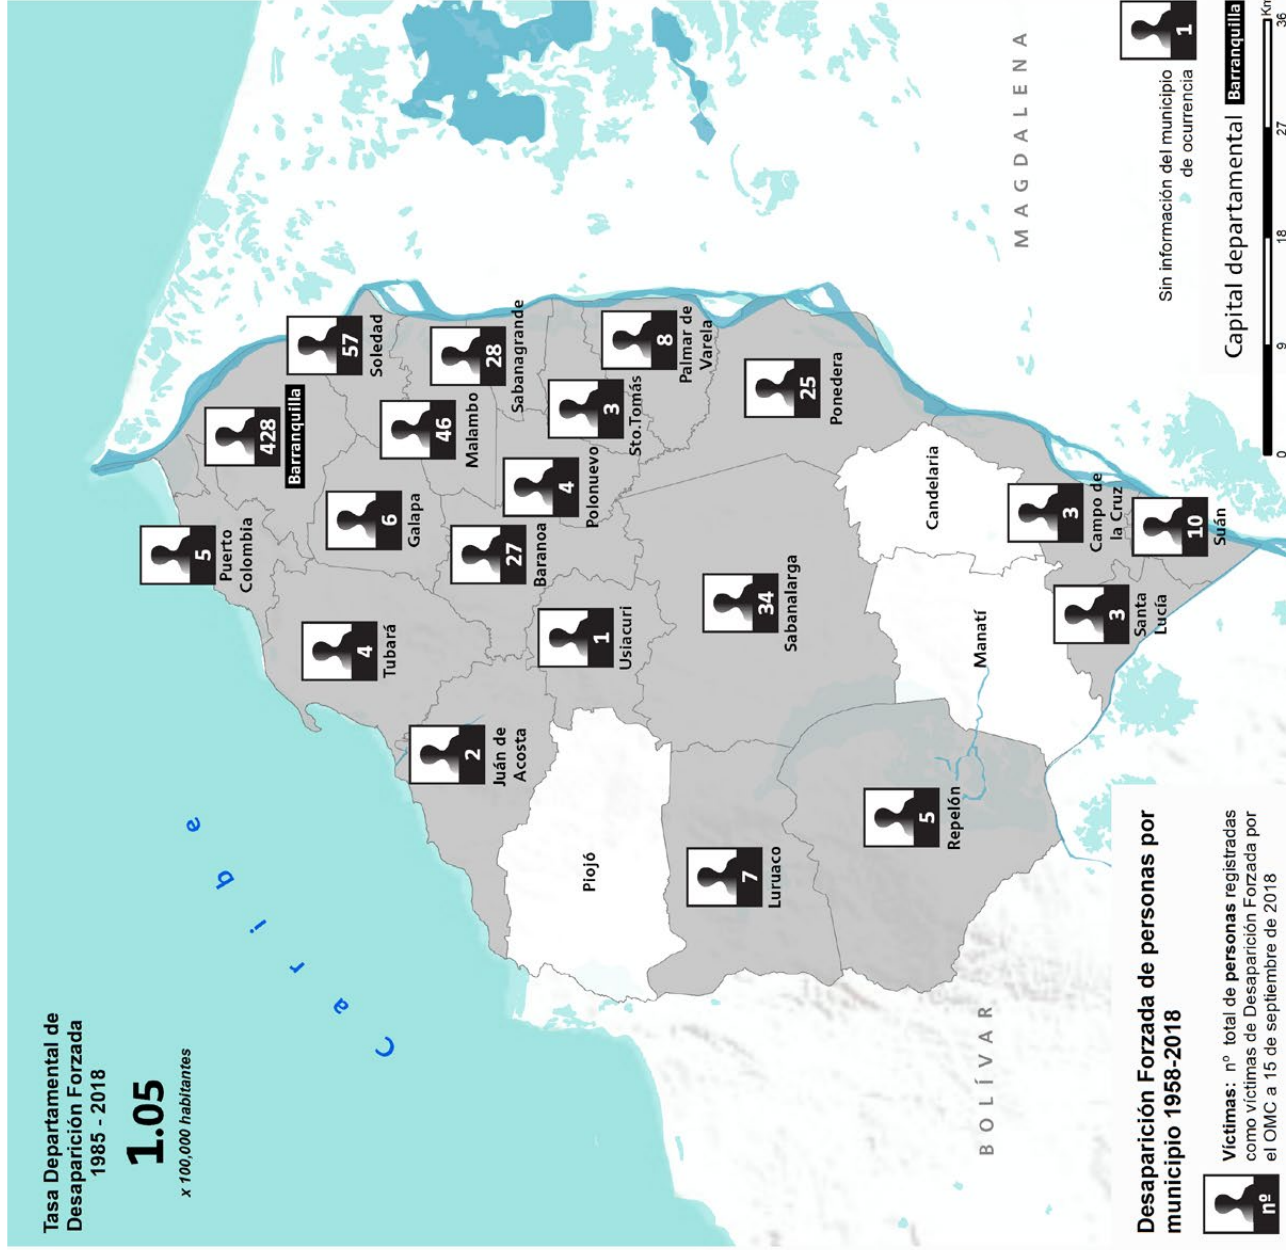 Tasa Departamental de
Desaparición Forzada
1985 - 2018
1.05
x 100,000 habitantes
Caribe
5
Puerto
Colombia
428
Barranquilla
57
Soledad
4
Tubará
6
Galapa
46
Malambo
28
Sabanagrande
2
Juán de
Acosta
27
Baranoa
4
Polonuevo
3
Sto.Tomás
8
Palmar de
Varela
1
Usiacuri
Piojó
7
Luruaco
34
Sabanalarga
25
Ponedera
5
Repelón
Manatí
Candelaria
3
Santa
Lucía
3
Campo de
la Cruz
10
Suán
BOLÍVAR
MAGDALENA
Desaparición Forzada de personas por
municipio 1958-2018
nº
Víctimas: nº total de personas registradas
como víctimas de Desaparición Forzada por
el OMC a 15 de septiembre de 2018
1
Sin información del municipio
de ocurrencia
Capital departamental Barranquilla
0 9 18 27 36
Km